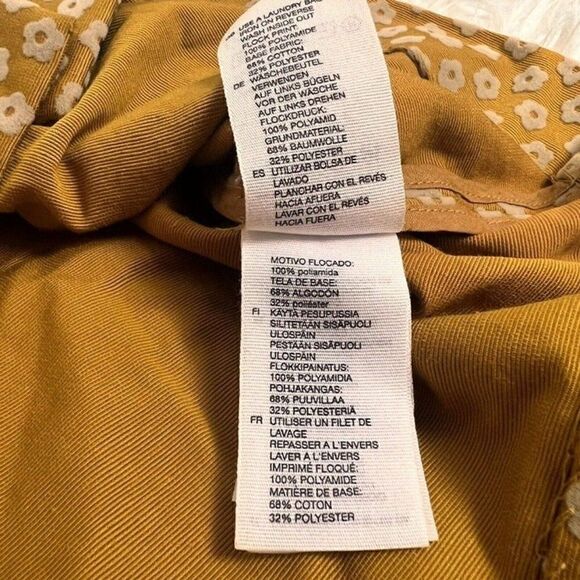 USE A LAUNDRY BAG
IRON ON REVERSE
WASH INSIDE OUT
FLOCK PRINT:
100% POLYAMIDE
BASE FABRIC:
68% COTTON
32% POLYESTER
DE WÄSCHEBEUTEL
VERWENDEN
AUF LINKS BÜGELN
VOR DER WÄSCHE
AUF LINKS DREHEN
FLOCKDRUCK:
100% POLYAMID
GRUNDMATERIAL:
68% BAUMWOLLE
32% POLYESTER
ES UTILIZAR BOLSA DE
LAVADO
PLANCHAR CON EL REVÉS
HACIA AFUERA
LAVAR CON EL REVÉS
HACIA FUERA
MOTIVO FLOCADO:
100% poliamida
TELA DE BASE:
68% ALGODÓN
32% poliéster
FI KÄYTÄ PESUPUSSIA
SILITETÄÄN SISÄPUOLI
ULOSPÄIN
PESTÄÄN SISÄPUOLI
ULOSPÄIN
FLOKKIPAINATUS:
100% POLYAMIDIA
POHJAKANGAS:
68% PUUVILLAA
32% POLYESTERIÄ
FR UTILISER UN FILET DE
LAVAGE
REPASSER A L'ENVERS
LAVER A L'ENVERS
IMPRIMÉ FLOQUÉ:
100% POLYAMIDE
MATIÈRE DE BASE:
68% COTON
32% POLYESTER